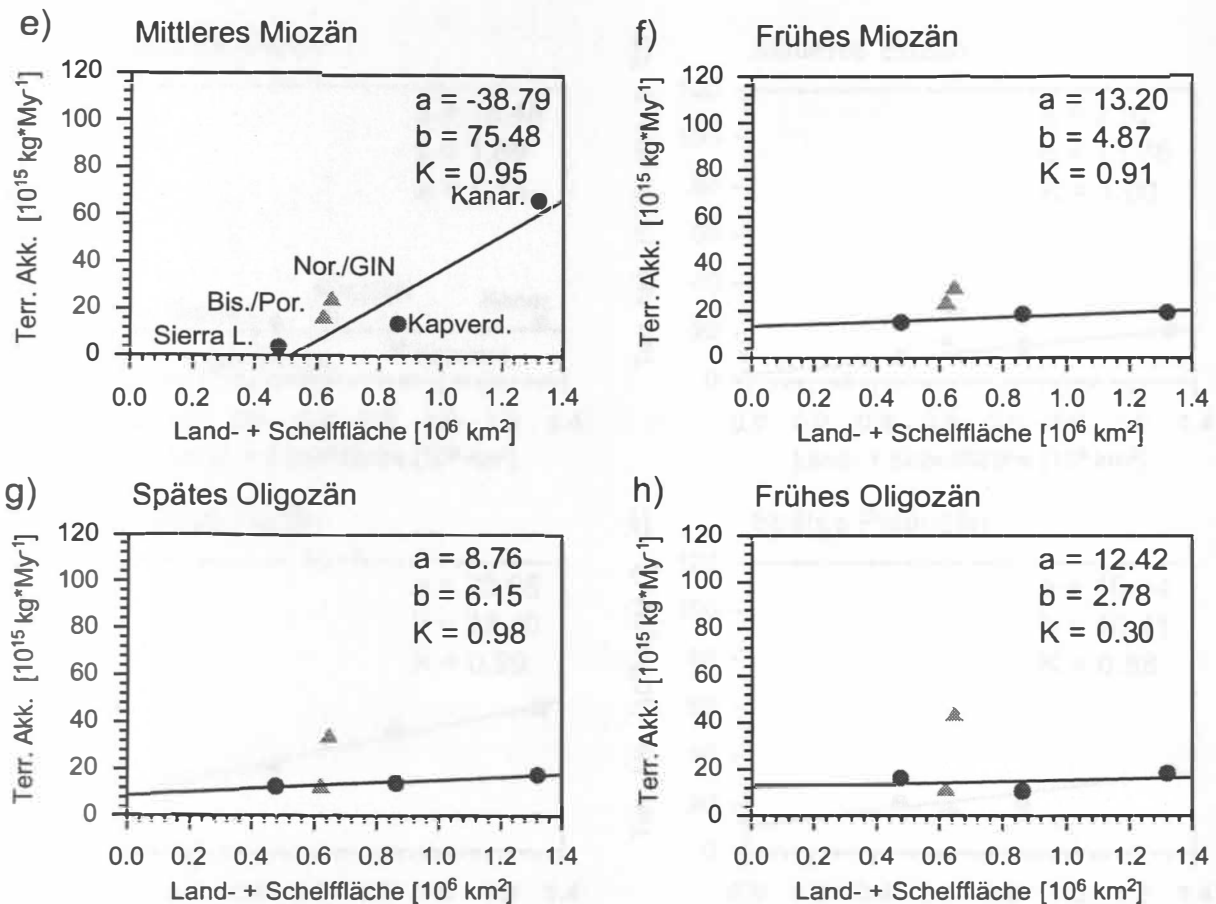 e) Mittleres Miozän
Terr. Akk. [10¹⁵ kg*My⁻¹]
120
100
80
60
40
20
0
a = -38.79
b = 75.48
K = 0.95
Kanar.
Nor./GIN
Bis./Por.
Sierra L.
Kapverd.
0.0 0.2 0.4 0.6 0.8 1.0 1.2 1.4
Land- + Schelffläche [10⁶ km²]
f) Frühes Miozän
Terr. Akk. [10¹⁵ kg*My⁻¹]
120
100
80
60
40
20
0
a = 13.20
b = 4.87
K = 0.91
0.0 0.2 0.4 0.6 0.8 1.0 1.2 1.4
Land- + Schelffläche [10⁶ km²]
g) Spätes Oligozän
Terr. Akk. [10¹⁵ kg*My⁻¹]
120
100
80
60
40
20
0
a = 8.76
b = 6.15
K = 0.98
0.0 0.2 0.4 0.6 0.8 1.0 1.2 1.4
Land- + Schelffläche [10⁶ km²]
h) Frühes Oligozän
Terr. Akk. [10¹⁵ kg*My⁻¹]
120
100
80
60
40
20
0
a = 12.42
b = 2.78
K = 0.30
0.0 0.2 0.4 0.6 0.8 1.0 1.2 1.4
Land- + Schelffläche [10⁶ km²]